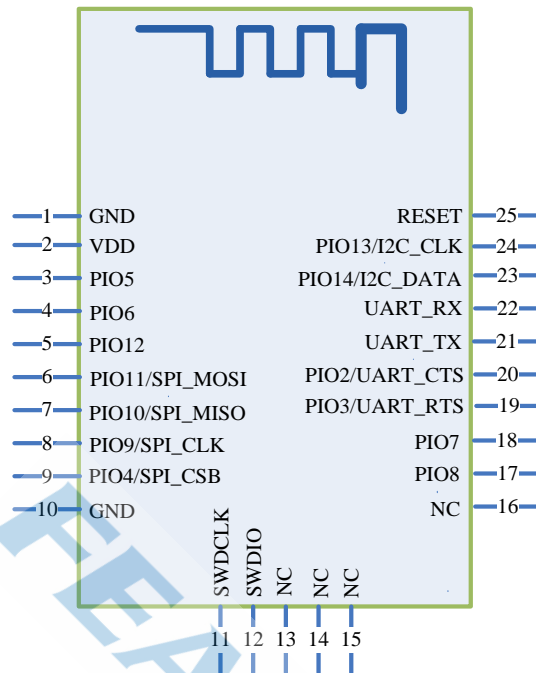 1 GND
2 VDD
3 PIO5
4 PIO6
5 PIO12
6 PIO11/SPI_MOSI
7 PIO10/SPI_MISO
8 PIO9/SPI_CLK
9 PIO4/SPI_CSB
10 GND
RESET 25
PIO13/I2C_CLK 24
PIO14/I2C_DATA 23
UART_RX 22
UART_TX 21
PIO2/UART_CTS 20
PIO3/UART_RTS 19
PIO7 18
PIO8 17
NC 16
SWDCLK
SWDIO
NC
NC
NC
11 12 13 14 15
FEA